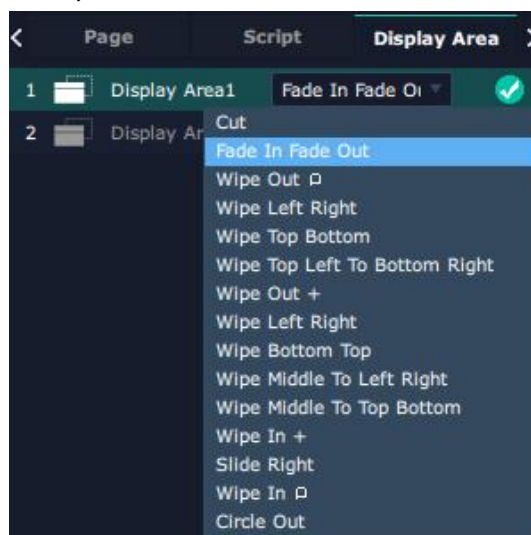 Page Script Display Area
1 Display Area1 Fade In Fade Ou
2 Display Ar
Cut
Fade In Fade Out
Wipe Out
Wipe Left Right
Wipe Top Bottom
Wipe Top Left To Bottom Right
Wipe Out +
Wipe Left Right
Wipe Bottom Top
Wipe Middle To Left Right
Wipe Middle To Top Bottom
Wipe In +
Slide Right
Wipe In
Circle Out